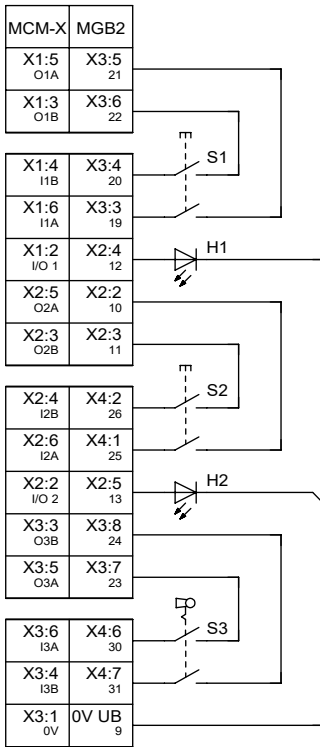 MCM-X MGB2
X1:5 X3:5
O1A 21
X1:3 X3:6
O1B 22
X1:4 X3:4 S1
I1B 20
X1:6 X3:3
I1A 19
X1:2 X2:4 H1
I/O 1 12
X2:5 X2:2
O2A 10
X2:3 X2:3
O2B 11
X2:4 X4:2 S2
I2B 26
X2:6 X4:1
I2A 25
X2:2 X2:5 H2
I/O 2 13
X3:3 X3:8
O3B 24
X3:5 X3:7
O3A 23
X3:6 X4:6 S3
I3A 30
X3:4 X4:7
I3B 31
X3:1 0V UB
0V 9